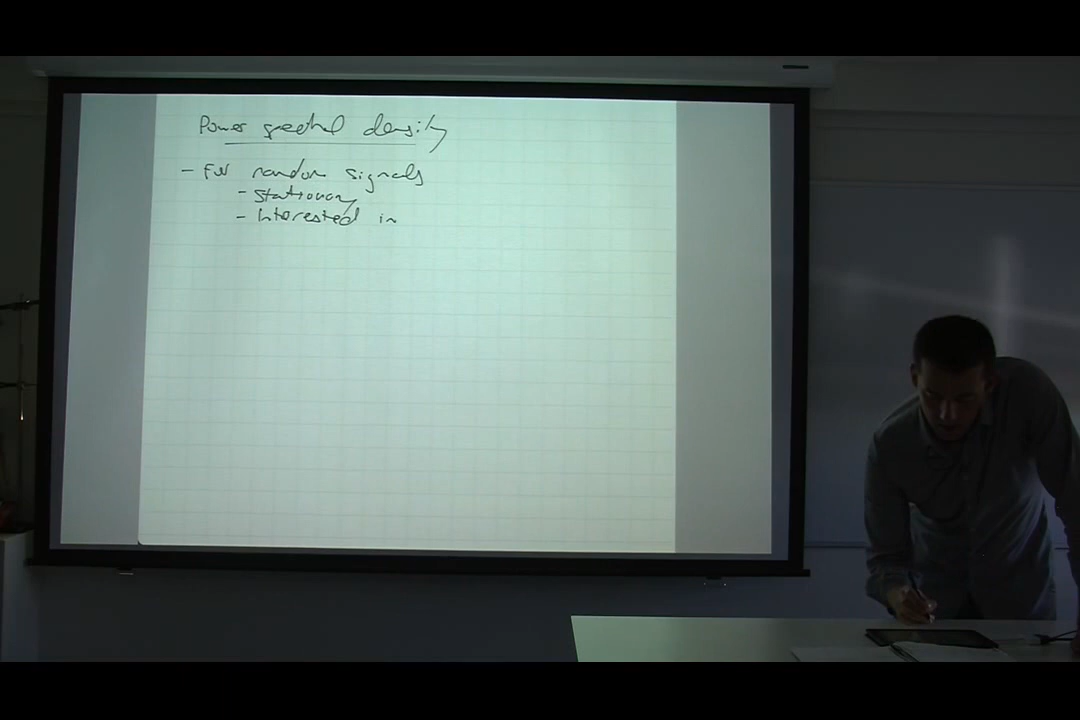 Power spectral density
- For random signals
- Stationary
- Interested in